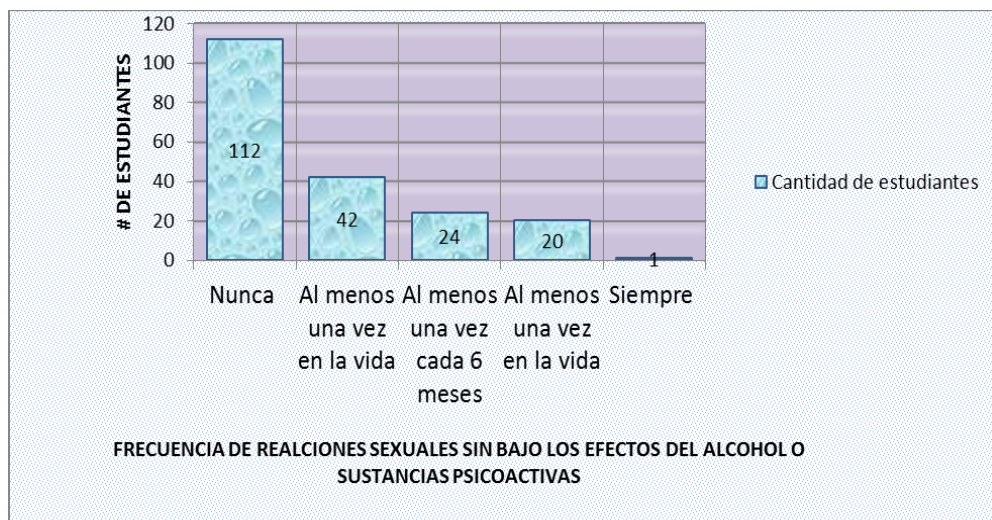 # DE ESTUDIANTES
120
100
80
60
40
20
0
112
42
24
20
1
Nunca
Al menos
una vez
en la vida
Al menos
una vez
cada 6
meses
Al menos
una vez
en la vida
Siempre
Cantidad de estudiantes
FRECUENCIA DE REALCIONES SEXUALES SIN BAJO LOS EFECTOS DEL ALCOHOL O
SUSTANCIAS PSICOACTIVAS